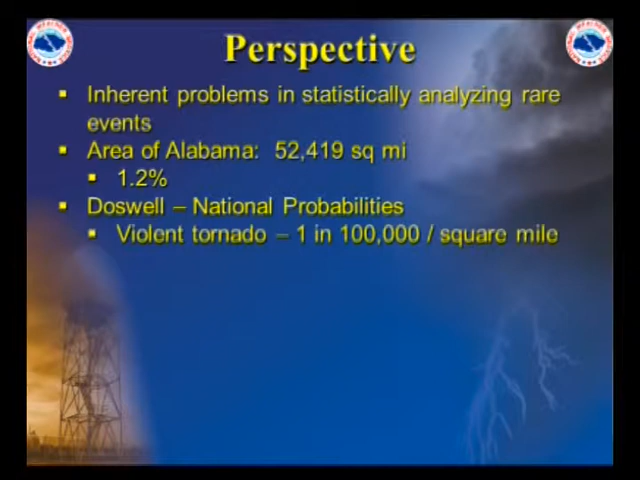 Perspective
▪ Inherent problems in statistically analyzing rare
events
▪ Area of Alabama: 52,419 sq mi
▪ 1.2%
▪ Doswell – National Probabilities
▪ Violent tornado – 1 in 100,000 / square mile